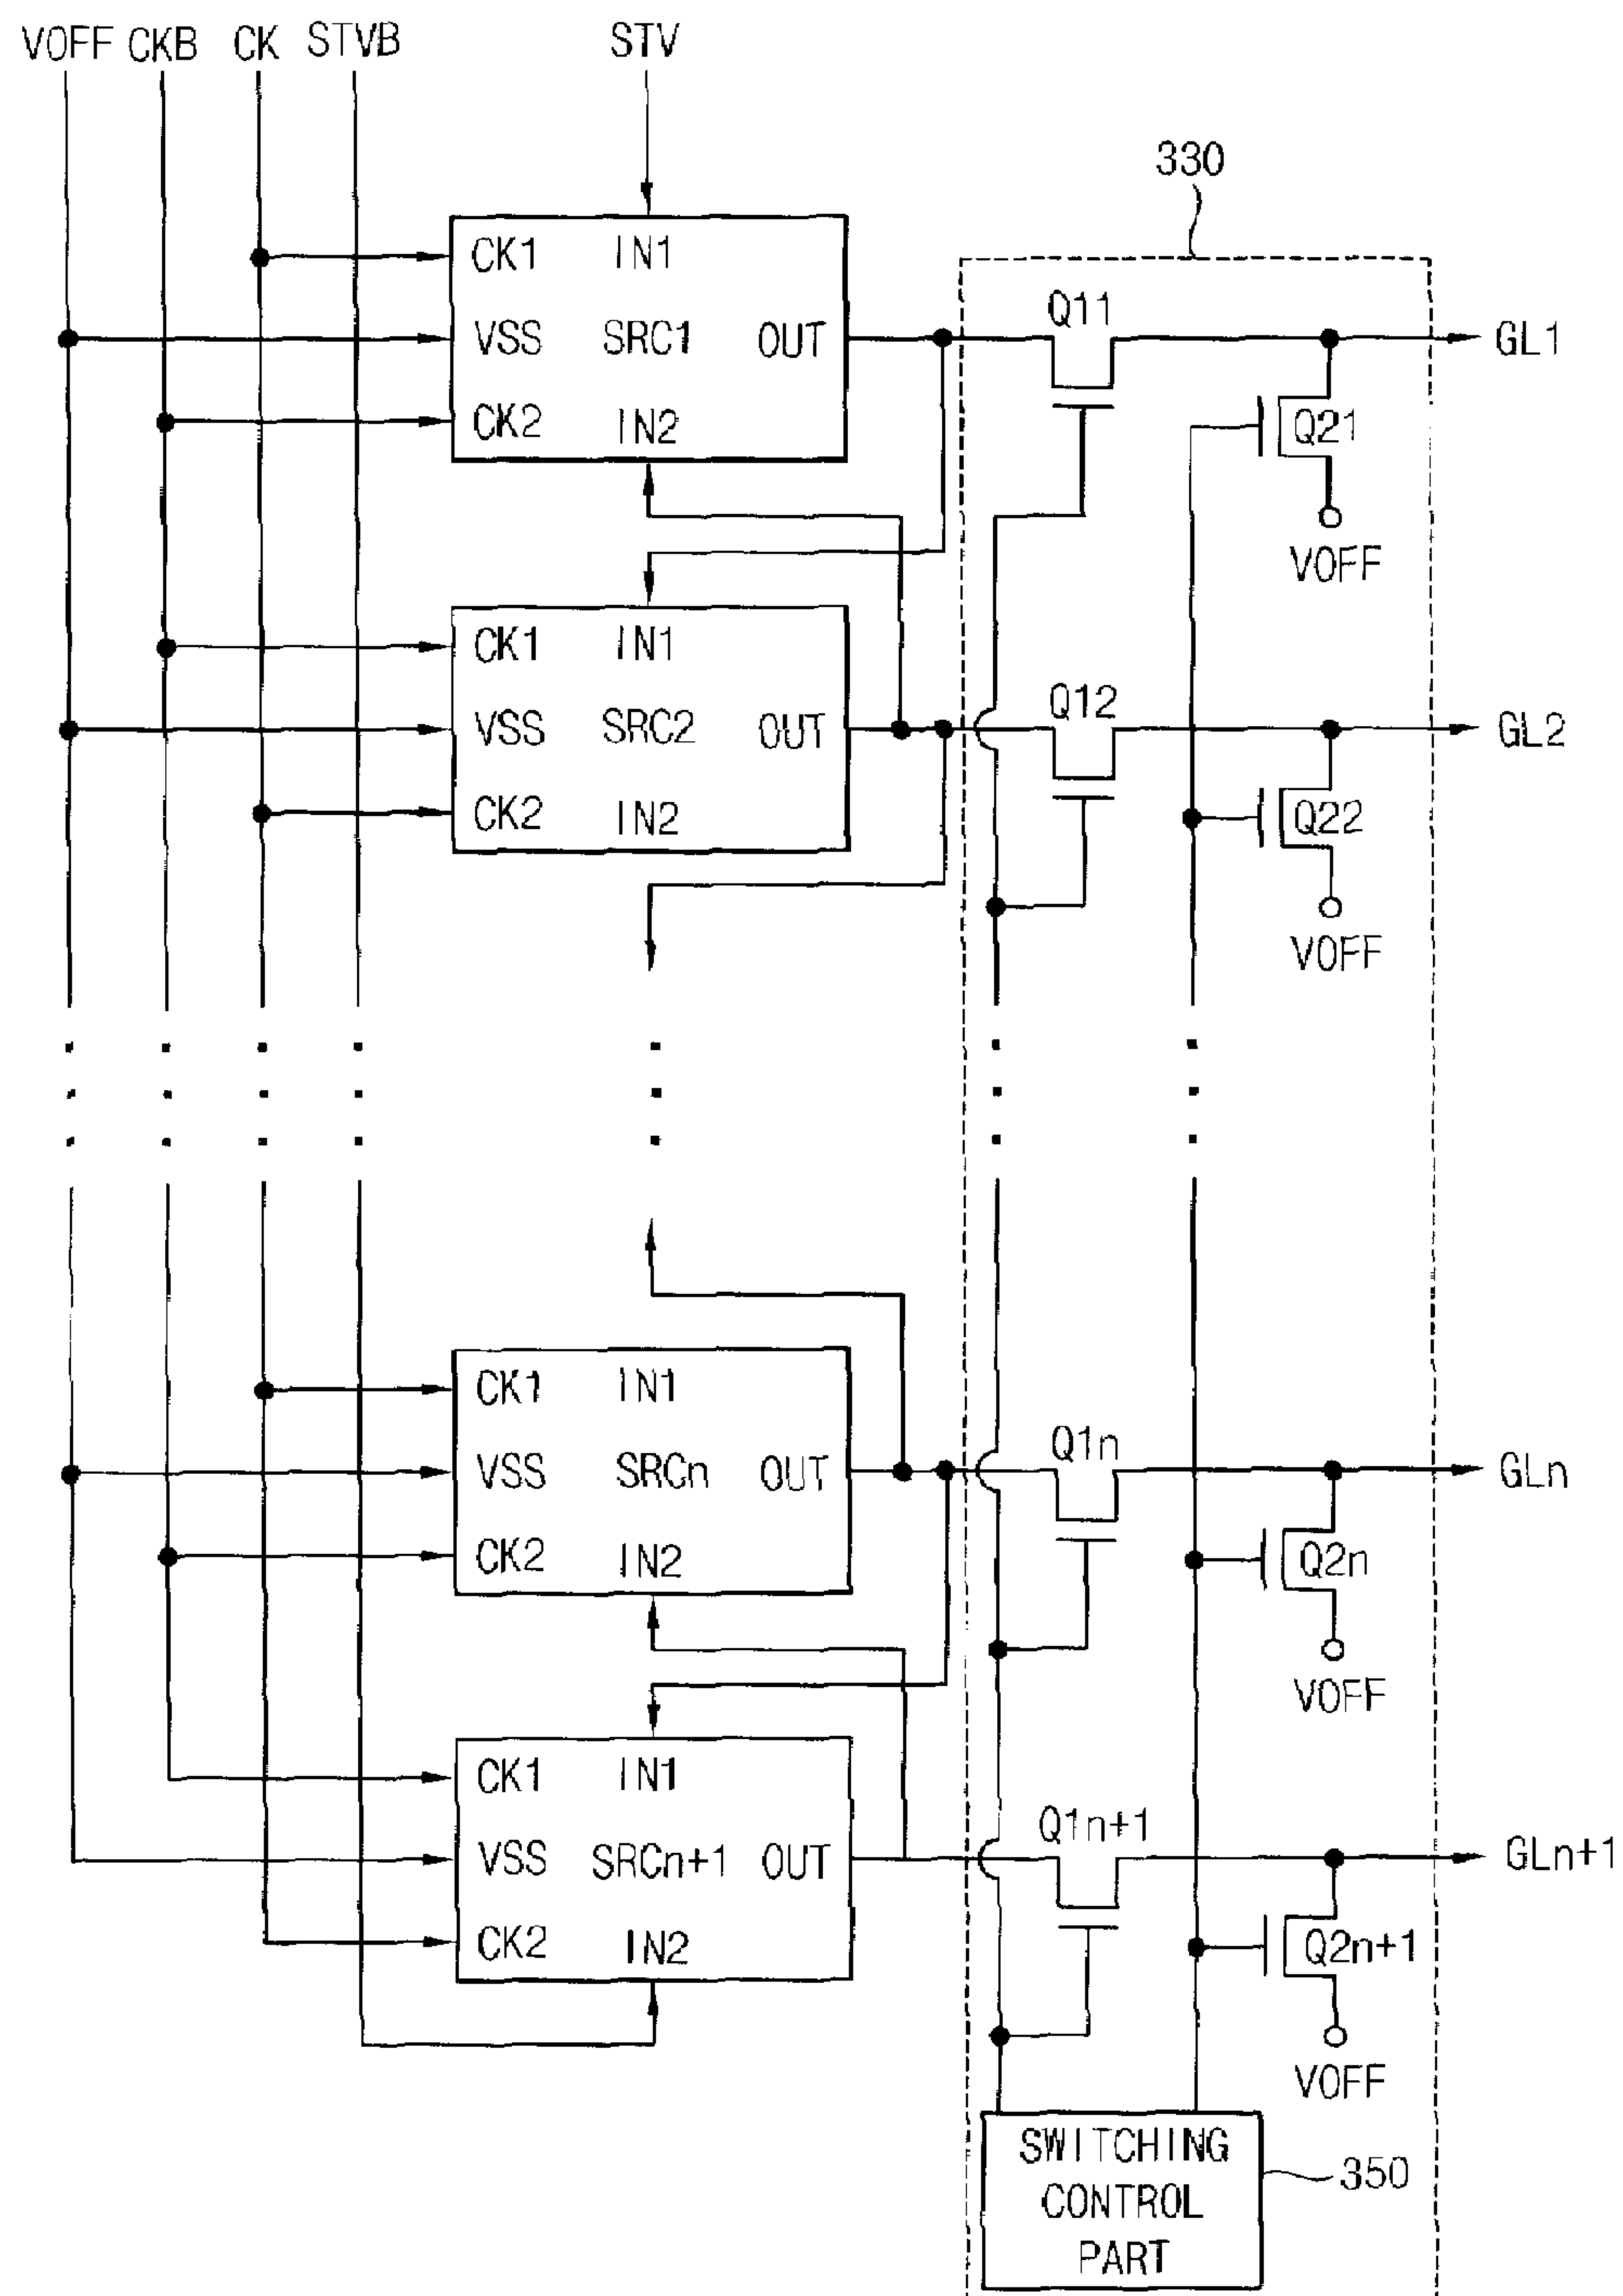 VOFF CKB CK STVB STV
330
CK1 IN1
VSS SRC1 OUT
CK2 IN2
Q11
GL1
Q21
VOFF
CK1 IN1
VSS SRC2 OUT
CK2 IN2
Q12
GL2
Q22
VOFF
CK1 IN1
VSS SRCn OUT
CK2 IN2
Q1n
GLn
Q2n
VOFF
CK1 IN1
VSS SRCn+1 OUT
CK2 IN2
Q1n+1
GLn+1
Q2n+1
VOFF
SWITCHING
CONTROL
PART
350